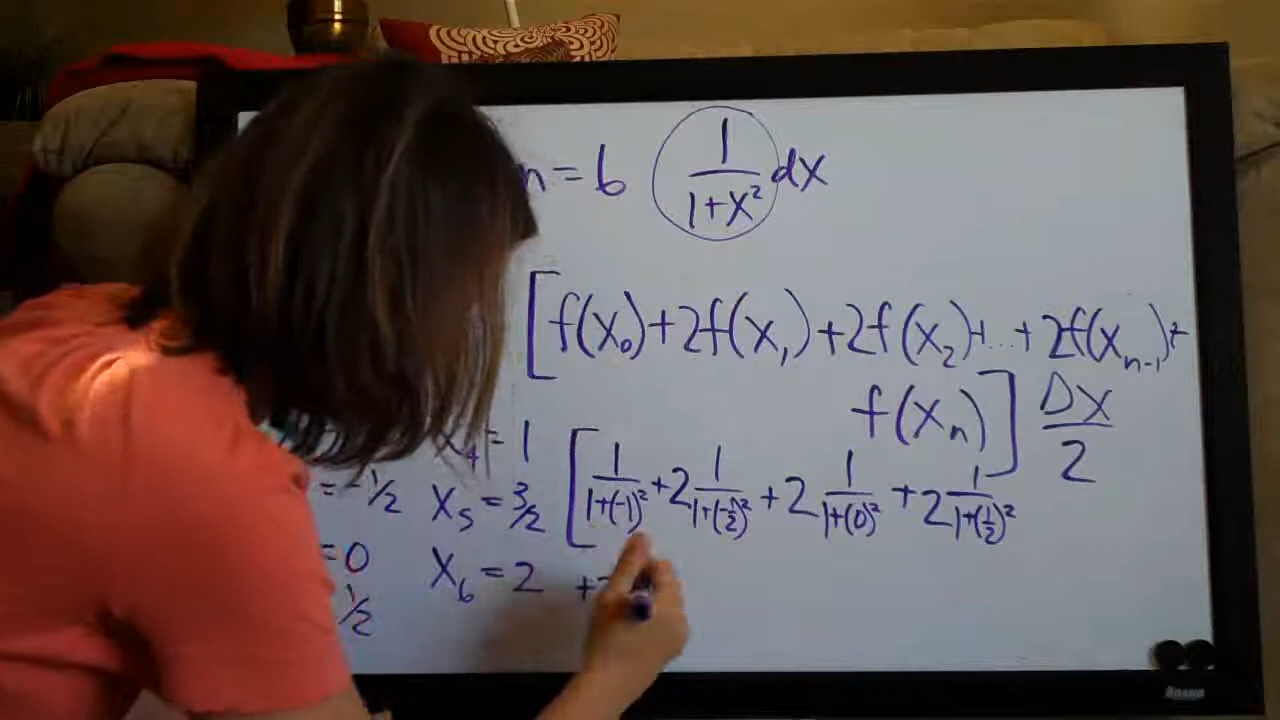 n = 6 1/(1+x²) dx
[f(x₀)+2f(x₁)+2f(x₂)+...+2f(xₙ₋₁)+
f(xₙ)] Δx/2
x₄ = 1
= -1/2 x₅ = 3/2 [1/(1+(-1)²) + 2 1/(1+(-1/2)²) + 2 1/(1+(0)²) + 2 1/(1+(1/2)²)
= 0 x₆ = 2 +2
1/2
BOARD